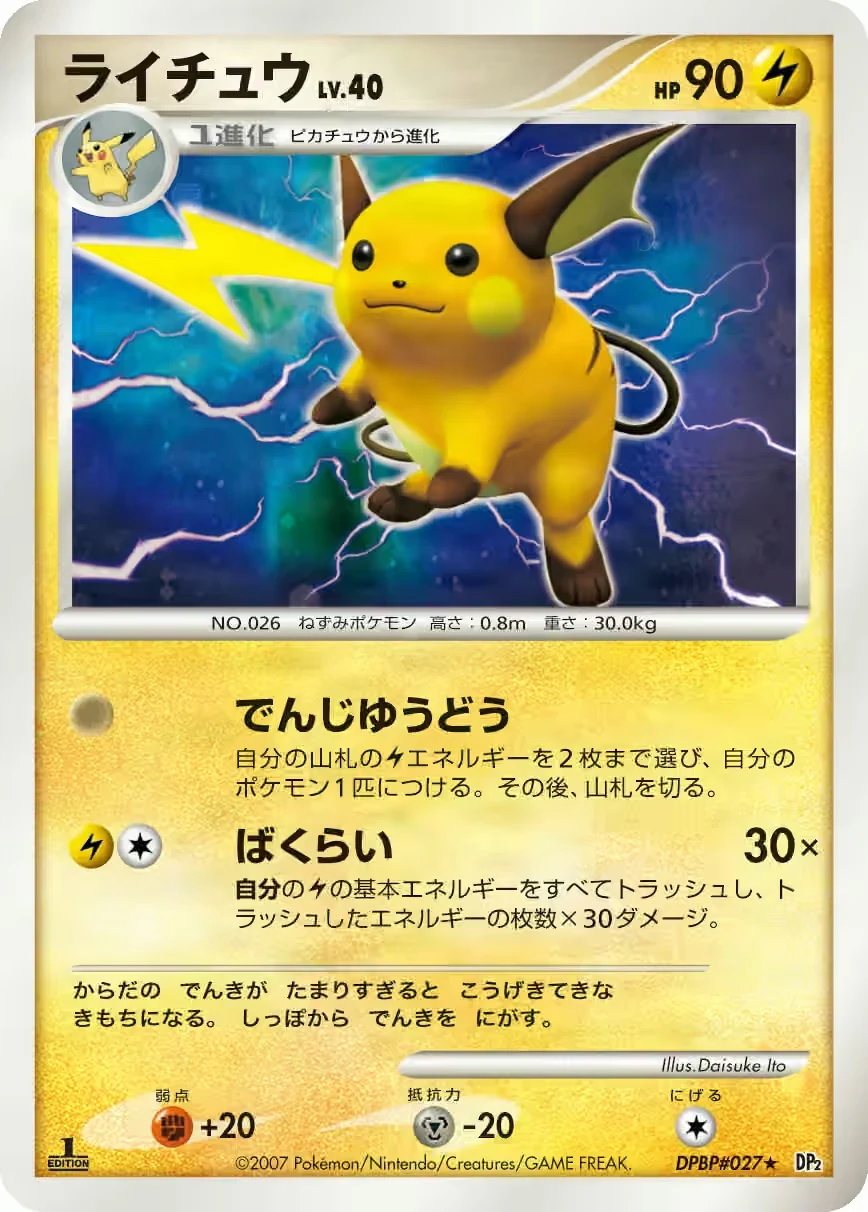 ライチュウ LV.40 HP 90
1進化 ピカチュウから進化
NO.026 ねずみポケモン 高さ：0.8m 重さ：30.0kg
でんじゆうどう
自分の山札のエネルギーを2枚まで選び、自分の
ポケモン1匹につける。その後、山札を切る。
ばくらい 30×
自分のの基本エネルギーをすべてトラッシュし、ト
ラッシュしたエネルギーの枚数×30ダメージ。
からだの でんきが たまりすぎると こうげきてきな
きもちになる。 しっぽから でんきを にがす。
Illus.Daisuke Ito
弱点 抵抗力 にげる
+20 -20
1 EDITION ©2007 Pokémon/Nintendo/Creatures/GAME FREAK. DPBP#027★ DP2